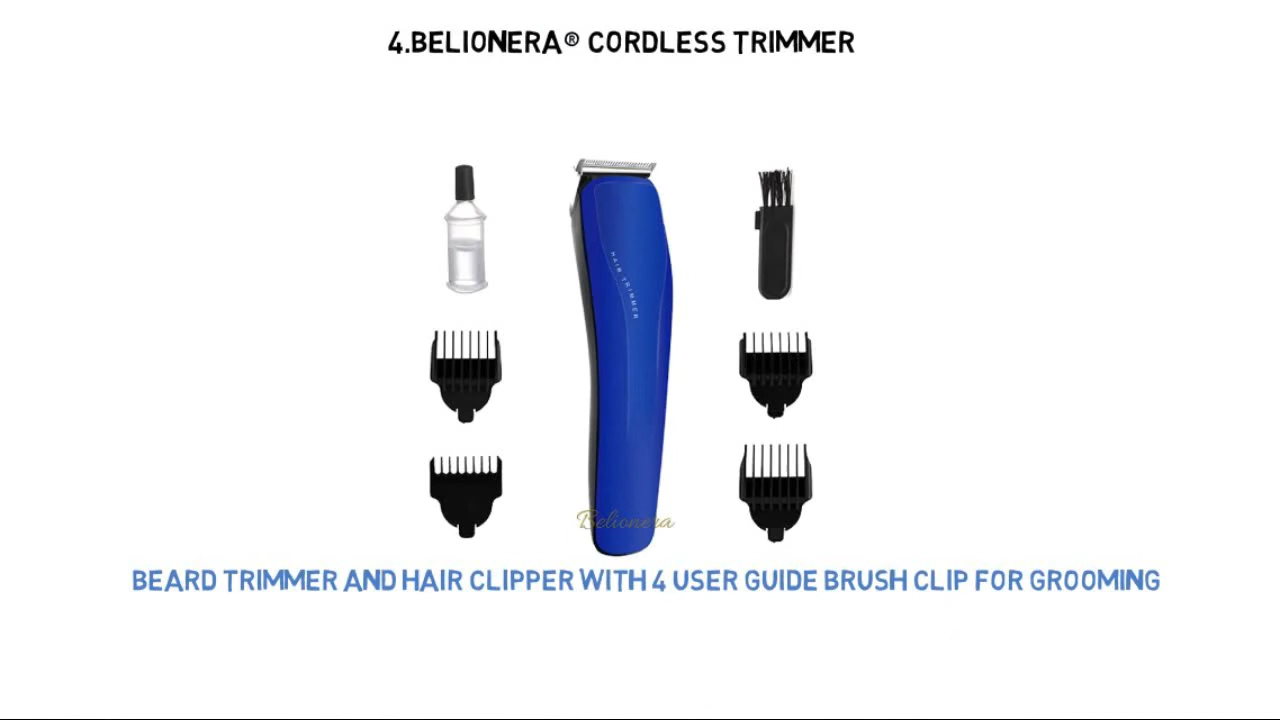 4.BELIONERA® CORDLESS TRIMMER
HAIR TRIMMER
Belionera
BEARD TRIMMER AND HAIR CLIPPER WITH 4 USER GUIDE BRUSH CLIP FOR GROOMING